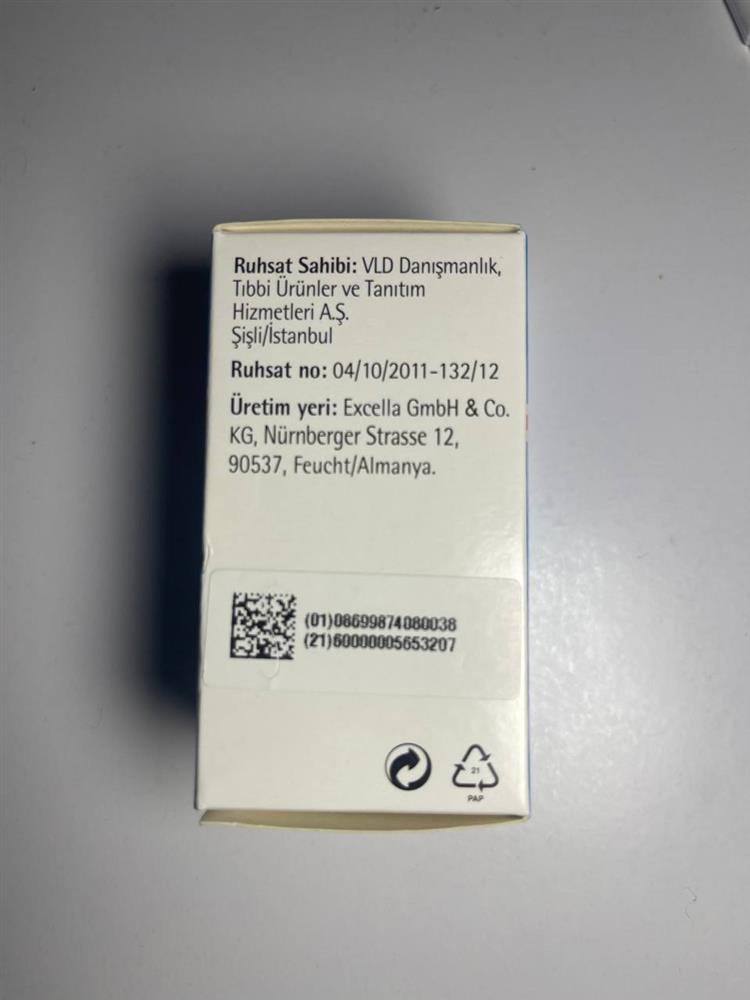 Ruhsat Sahibi: VLD Danışmanlık,
Tıbbi Ürünler ve Tanıtım
Hizmetleri A.Ş.
Şişli/İstanbul
Ruhsat no: 04/10/2011-132/12
Üretim yeri: Excella GmbH & Co.
KG, Nürnberger Strasse 12,
90537, Feucht/Almanya.
(01)08699874080038
(21)60000005653207
21
PAP